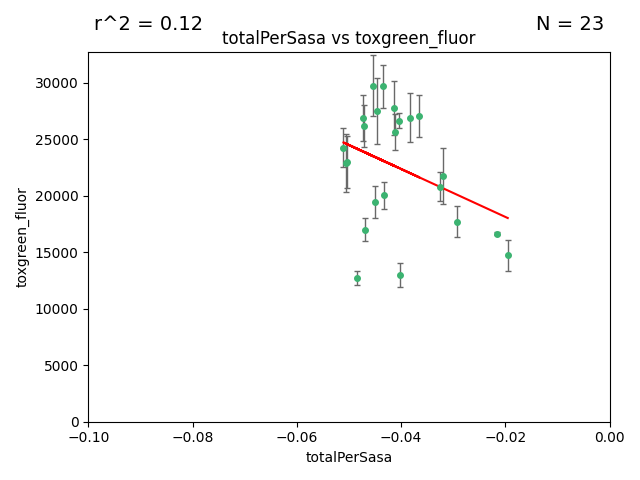 r^2 = 0.12
N = 23
totalPerSasa vs toxgreen_fluor
30000
25000
20000
15000
10000
5000
0
toxgreen_fluor
−0.10
−0.08
−0.06
−0.04
−0.02
0.00
totalPerSasa